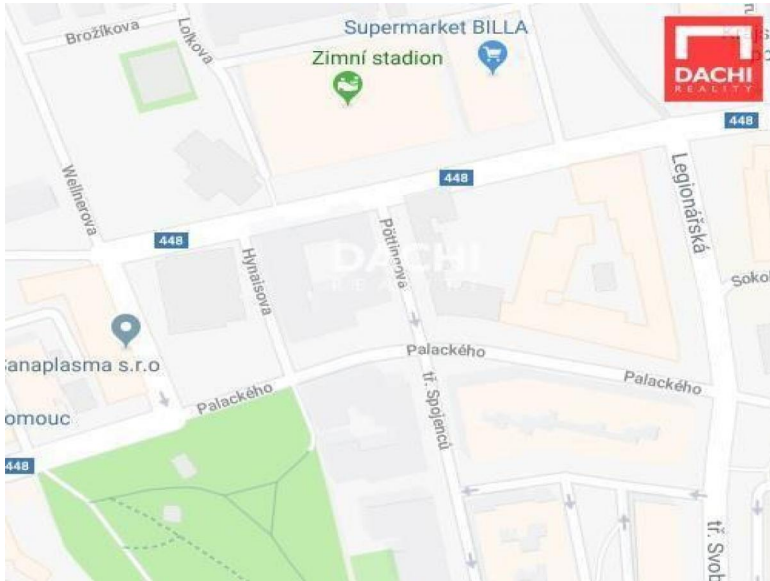 Brožíkova
Lolkova
Supermarket BILLA
Zimní stadion
DACHI
REALITY
448
Wellnerova
448
Legionářská
448
Hynaisova
Pöttingova
DACHI
REALITY
Sokol
anaplasma s.r.o
Palackého
Palackého
tř. Spojenců
Palackého
omouc
448
tř. Svob